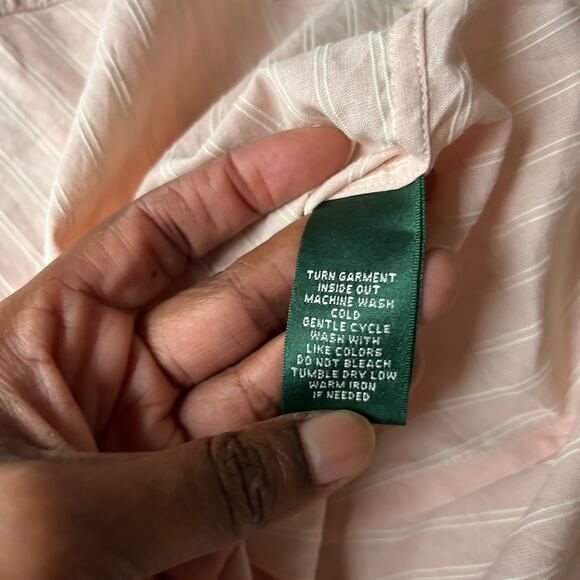 TURN GARMENT
INSIDE OUT
MACHINE WASH
COLD
GENTLE CYCLE
WASH WITH
LIKE COLORS
DO NOT BLEACH
TUMBLE DRY LOW
WARM IRON
IF NEEDED